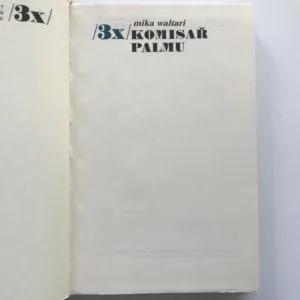 /3x/
mika waltari
/3x/KOMISAŘ
PALMU